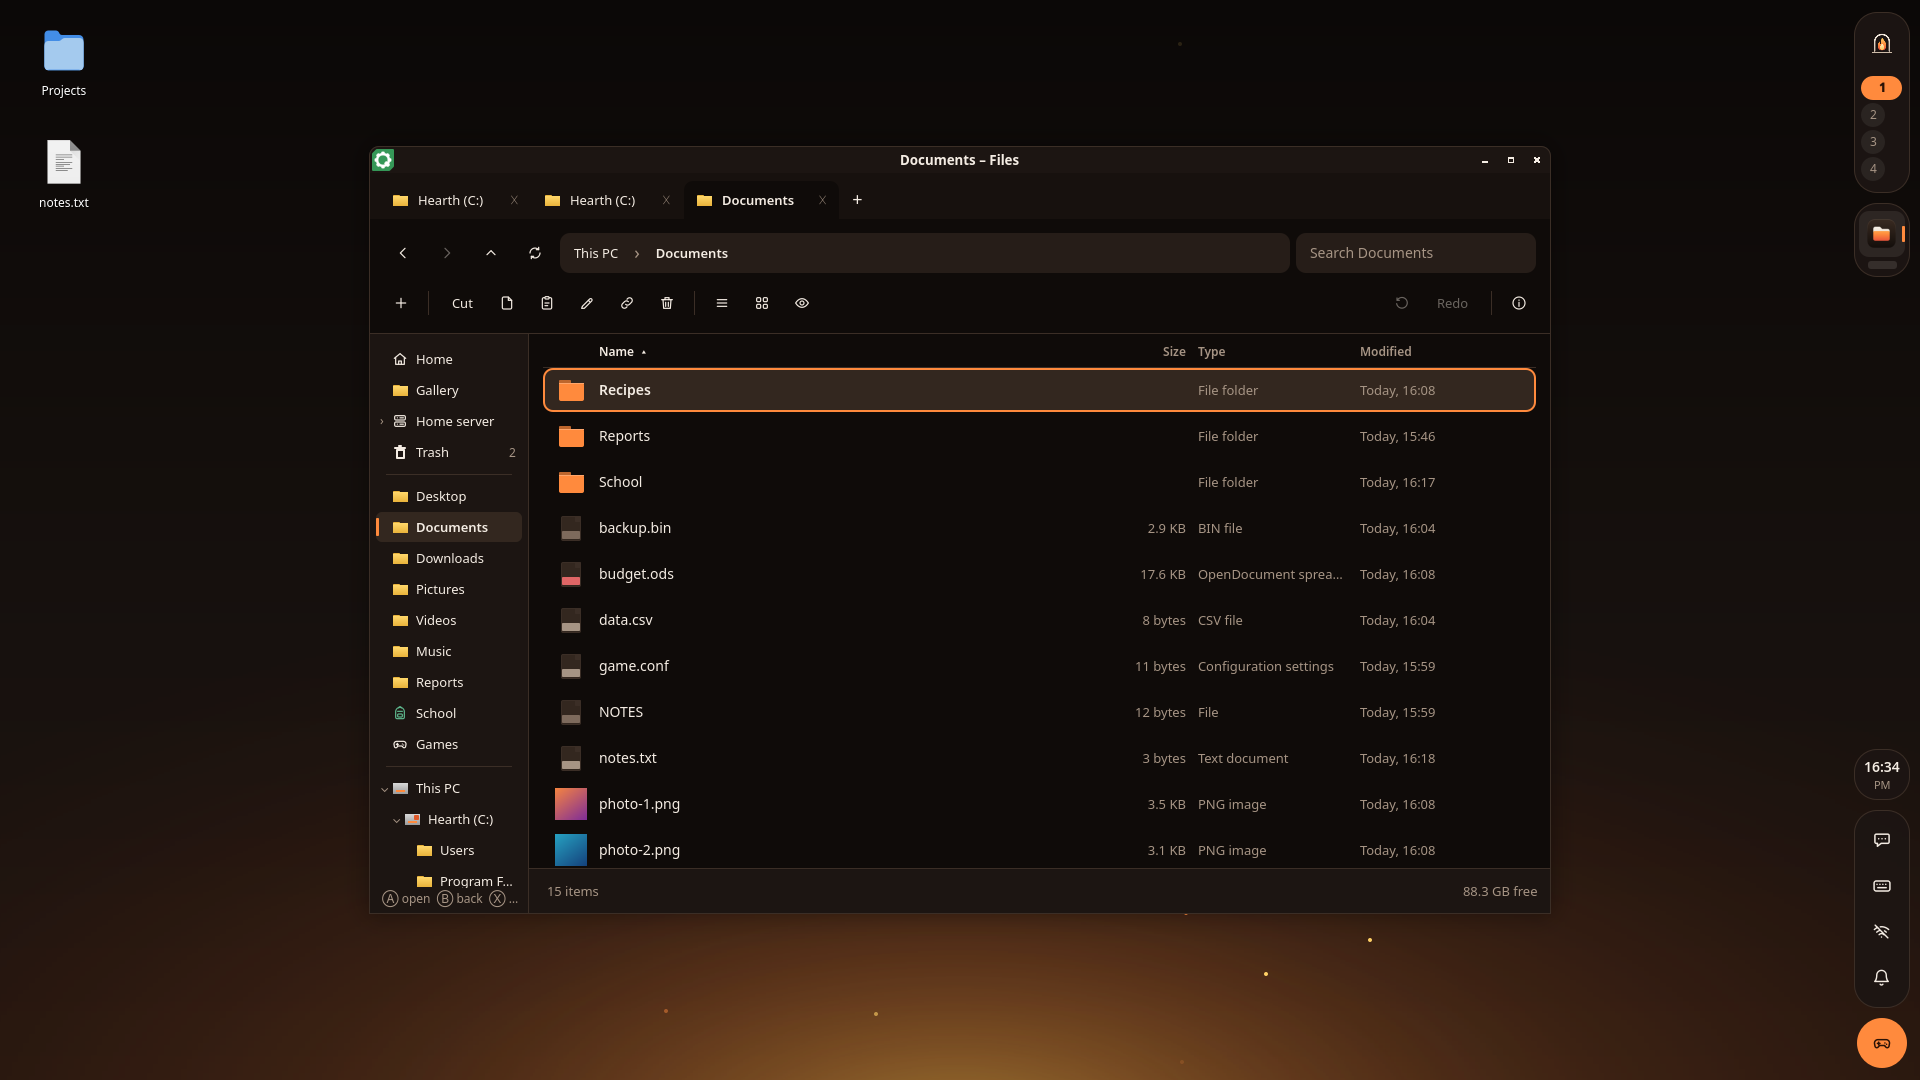 Projects
notes.txt
Documents – Files
Hearth (C:) X Hearth (C:) X Documents X +
This PC › Documents
Search Documents
Cut
Redo
Home
Gallery
Home server
Trash 2
Desktop
Documents
Downloads
Pictures
Videos
Music
Reports
School
Games
This PC
Hearth (C:)
Users
Program F...
A open B back X ...
Name Size Type Modified
Recipes File folder Today, 16:08
Reports File folder Today, 15:46
School File folder Today, 16:17
backup.bin 2.9 KB BIN file Today, 16:04
budget.ods 17.6 KB OpenDocument sprea... Today, 16:08
data.csv 8 bytes CSV file Today, 16:04
game.conf 11 bytes Configuration settings Today, 15:59
NOTES 12 bytes File Today, 15:59
notes.txt 3 bytes Text document Today, 16:18
photo-1.png 3.5 KB PNG image Today, 16:08
photo-2.png 3.1 KB PNG image Today, 16:08
15 items 88.3 GB free
1
2
3
4
16:34
PM